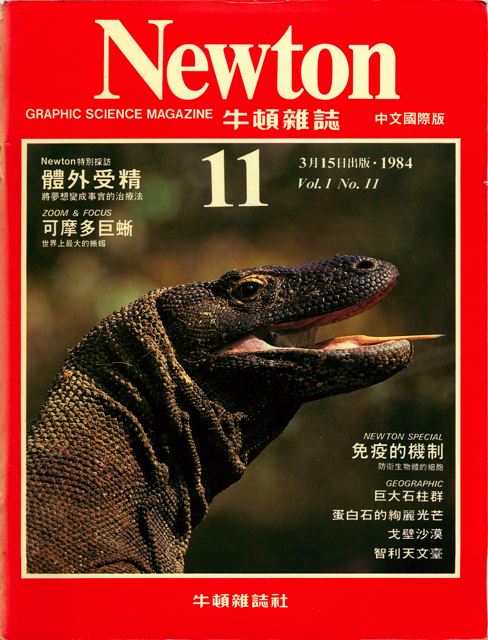 Newton
GRAPHIC SCIENCE MAGAZINE 牛頓雜誌 中文國際版
11
3月15日出版・1984
Vol.1 No.11
Newton特別採訪
體外受精
將夢想變成事實的治療法
ZOOM & FOCUS
可摩多巨蜥
世界上最大的蜥蜴
NEWTON SPECIAL
免疫的機制
防衛生物體的細胞
GEOGRAPHIC
巨大石柱群
蛋白石的絢麗光芒
戈壁沙漠
智利天文臺
牛頓雜誌社